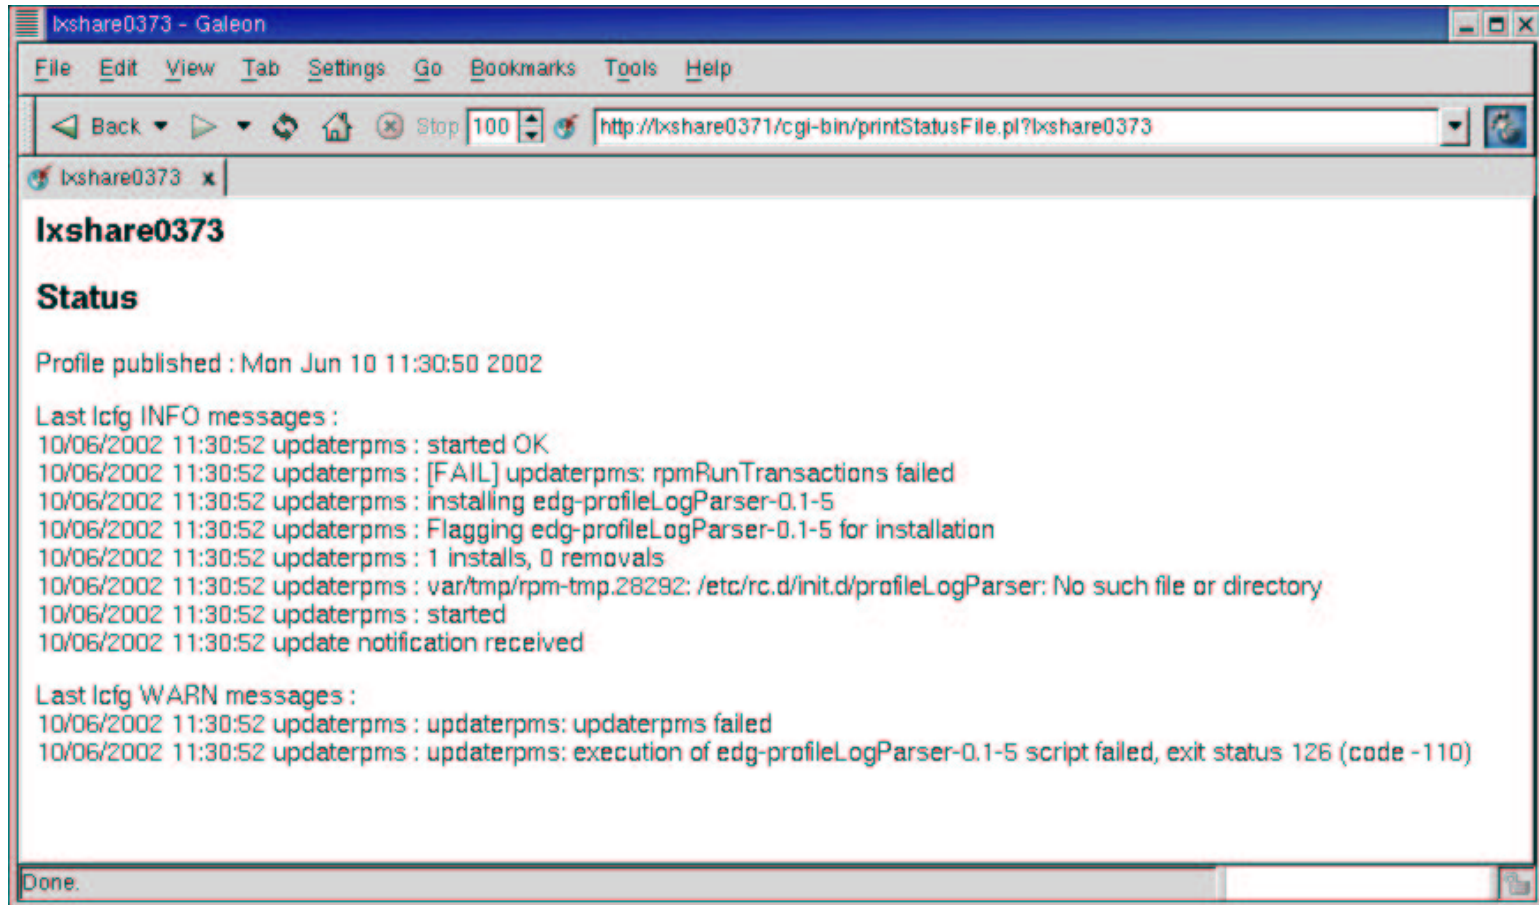 lxshare0373 - Galeon
File Edit View Tab Settings Go Bookmarks Tools Help
Back Stop 100 http://lxshare0371/cgi-bin/printStatusFile.pl?lxshare0373
lxshare0373 x
lxshare0373
Status
Profile published : Mon Jun 10 11:30:50 2002
Last lcfg INFO messages :
10/06/2002 11:30:52 updaterpms : started OK
10/06/2002 11:30:52 updaterpms : [FAIL] updaterpms: rpmRunTransactions failed
10/06/2002 11:30:52 updaterpms : installing edg-profileLogParser-0.1-5
10/06/2002 11:30:52 updaterpms : Flagging edg-profileLogParser-0.1-5 for installation
10/06/2002 11:30:52 updaterpms : 1 installs, 0 removals
10/06/2002 11:30:52 updaterpms : var/tmp/rpm-tmp.28292: /etc/rc.d/init.d/profileLogParser: No such file or directory
10/06/2002 11:30:52 updaterpms : started
10/06/2002 11:30:52 update notification received
Last lcfg WARN messages :
10/06/2002 11:30:52 updaterpms : updaterpms: updaterpms failed
10/06/2002 11:30:52 updaterpms : updaterpms: execution of edg-profileLogParser-0.1-5 script failed, exit status 126 (code -110)
Done.